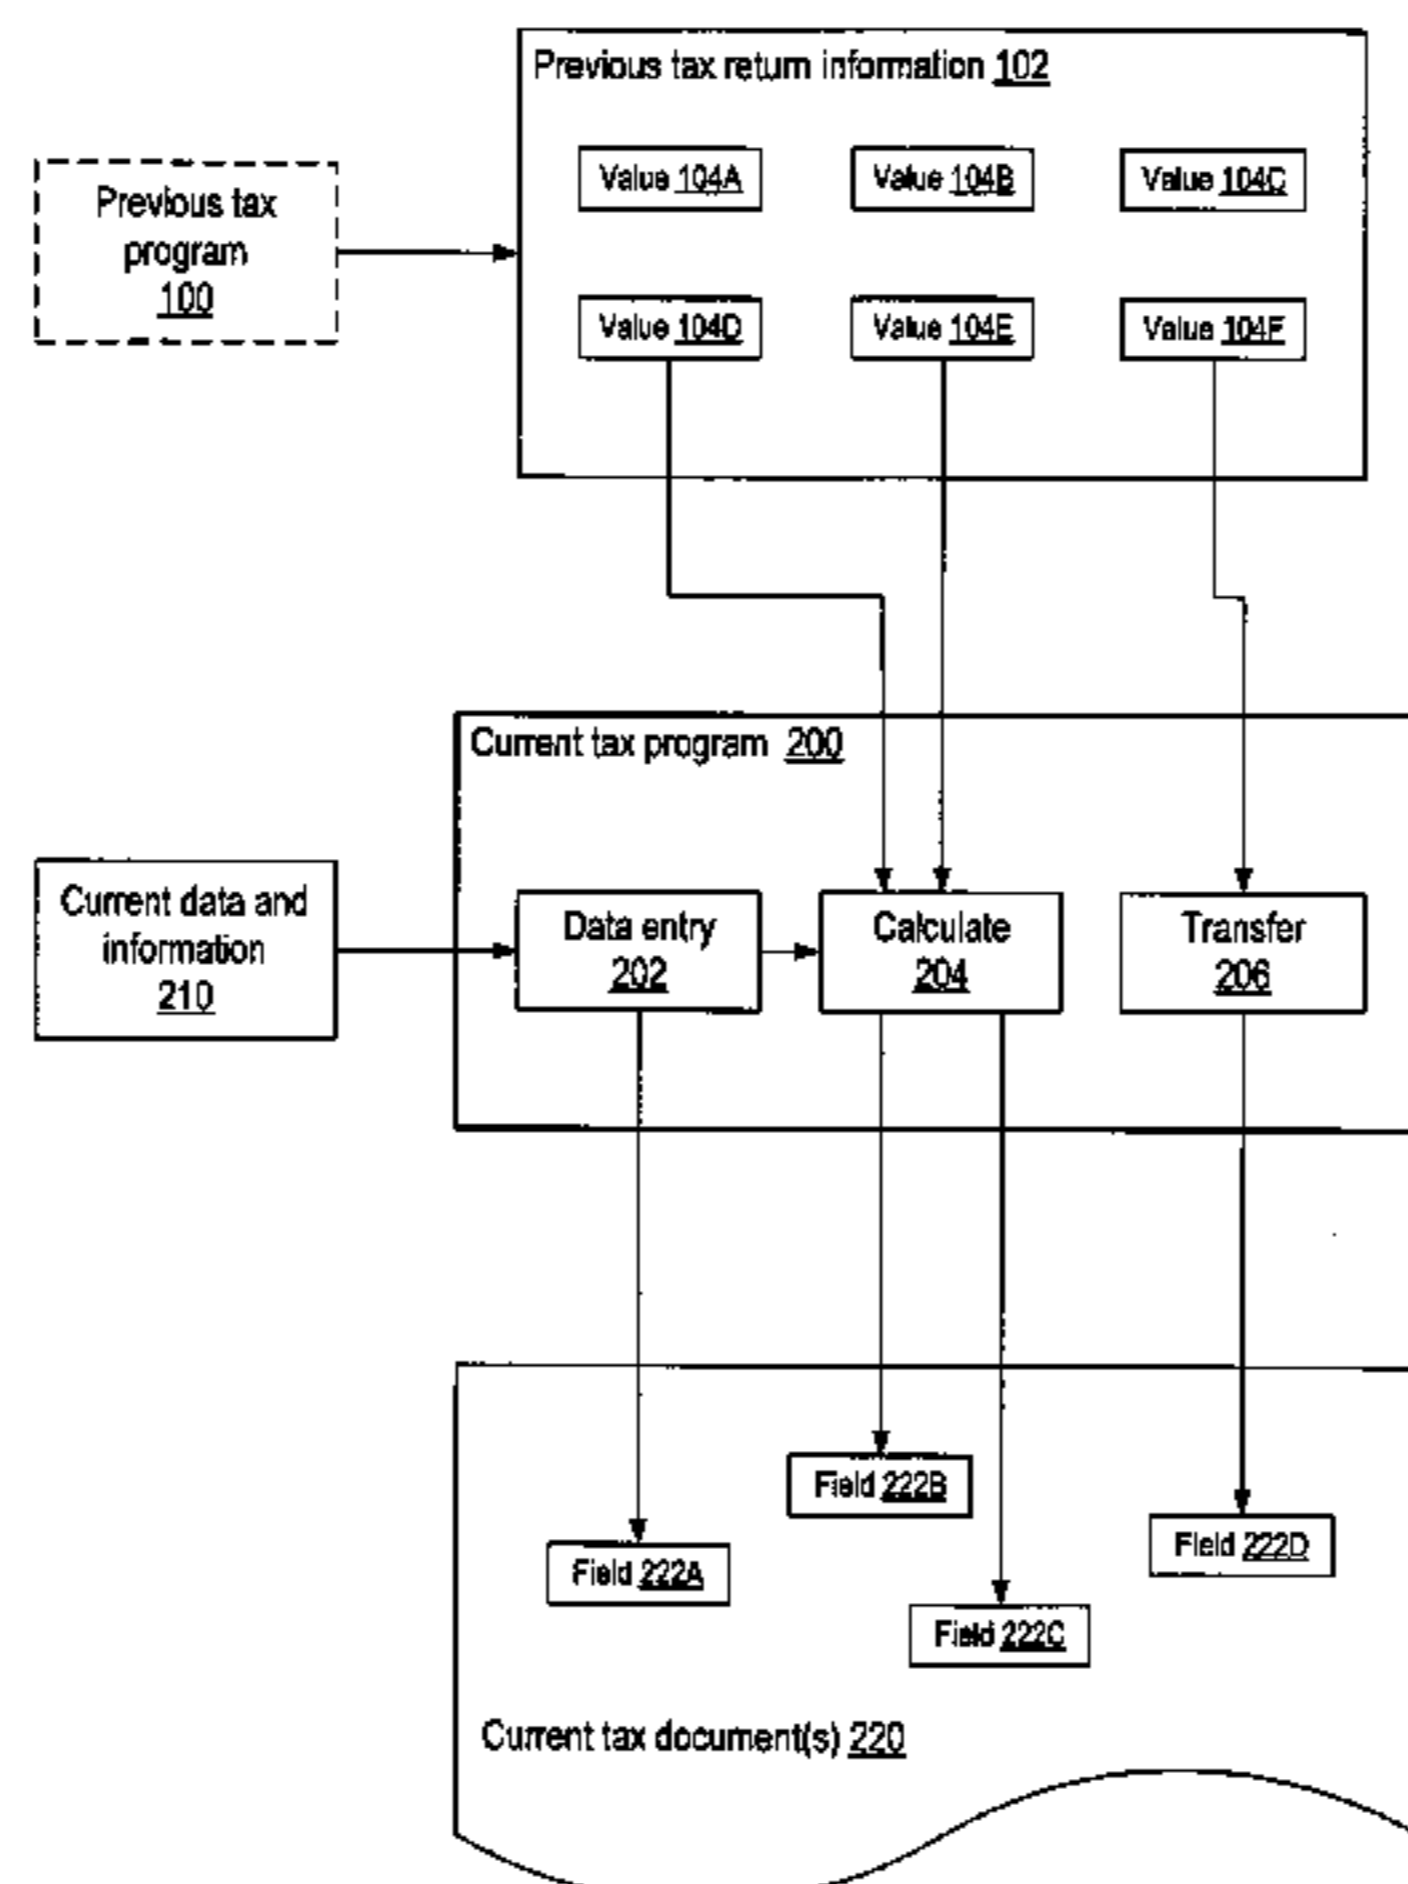 Previous tax return information 102
Value 104A
Value 104B
Value 104C
Previous tax
program
100
Value 104D
Value 104E
Value 104F
Current tax program 200
Current data and
information
210
Data entry
202
Calculate
204
Transfer
206
Field 222B
Field 222D
Field 222A
Field 222C
Current tax document(s) 220